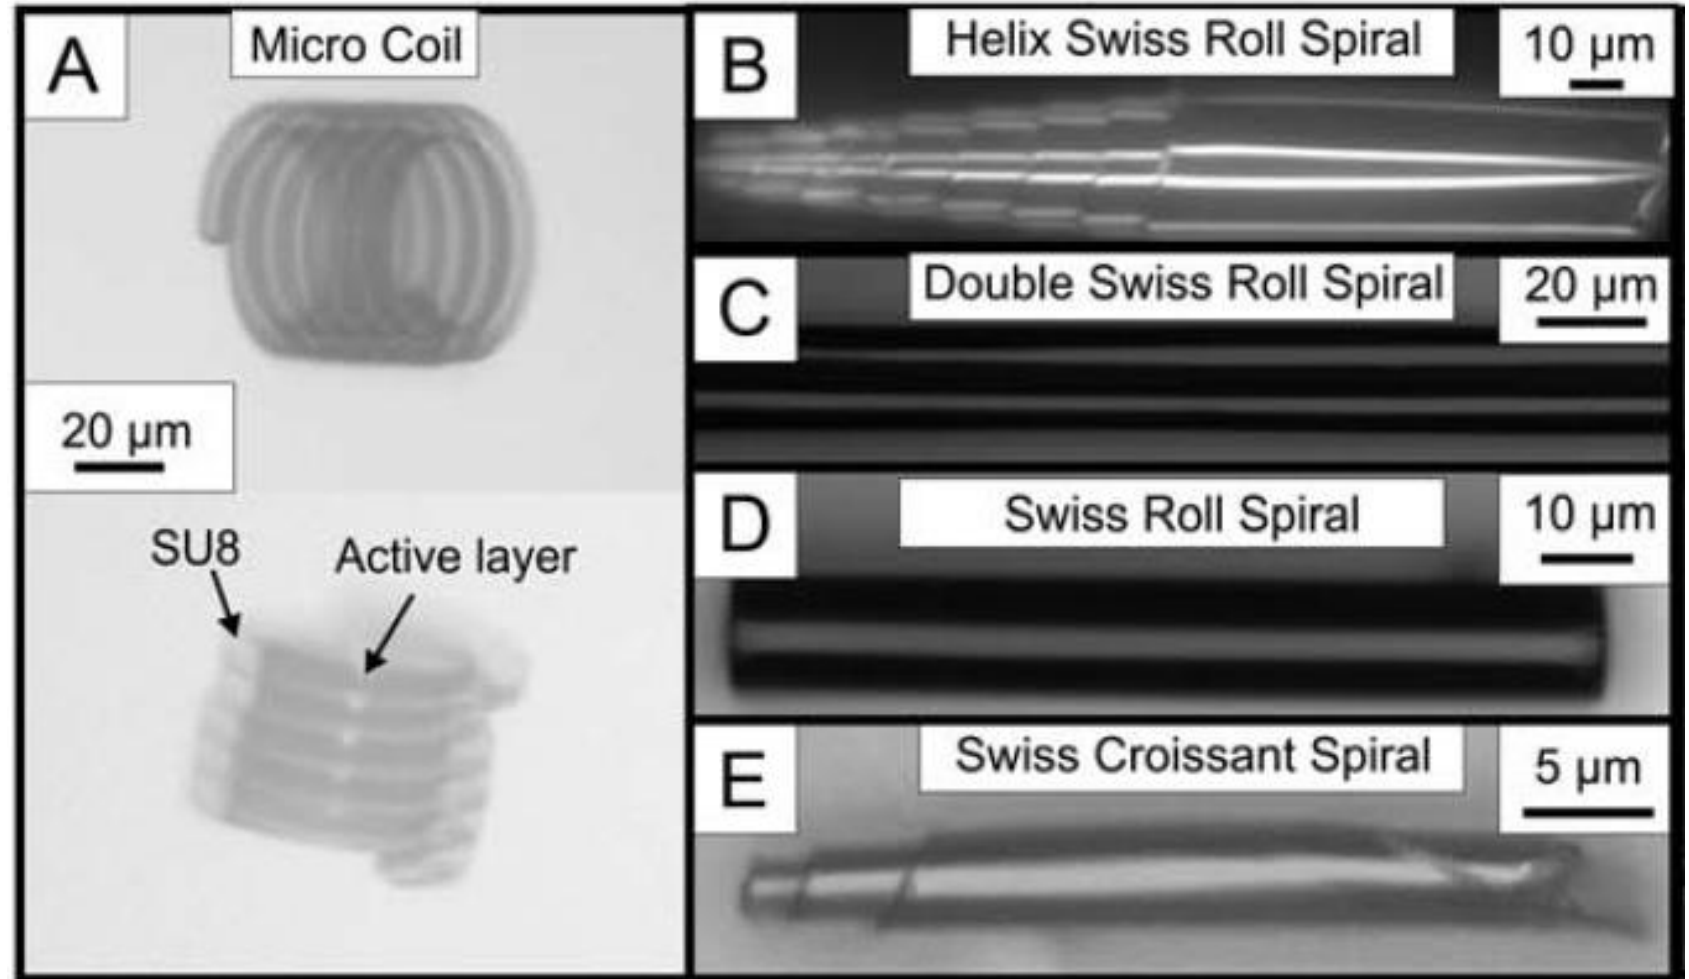 A
Micro Coil
20 µm
SU8
Active layer
B
Helix Swiss Roll Spiral
10 µm
C
Double Swiss Roll Spiral
20 µm
D
Swiss Roll Spiral
10 µm
E
Swiss Croissant Spiral
5 µm